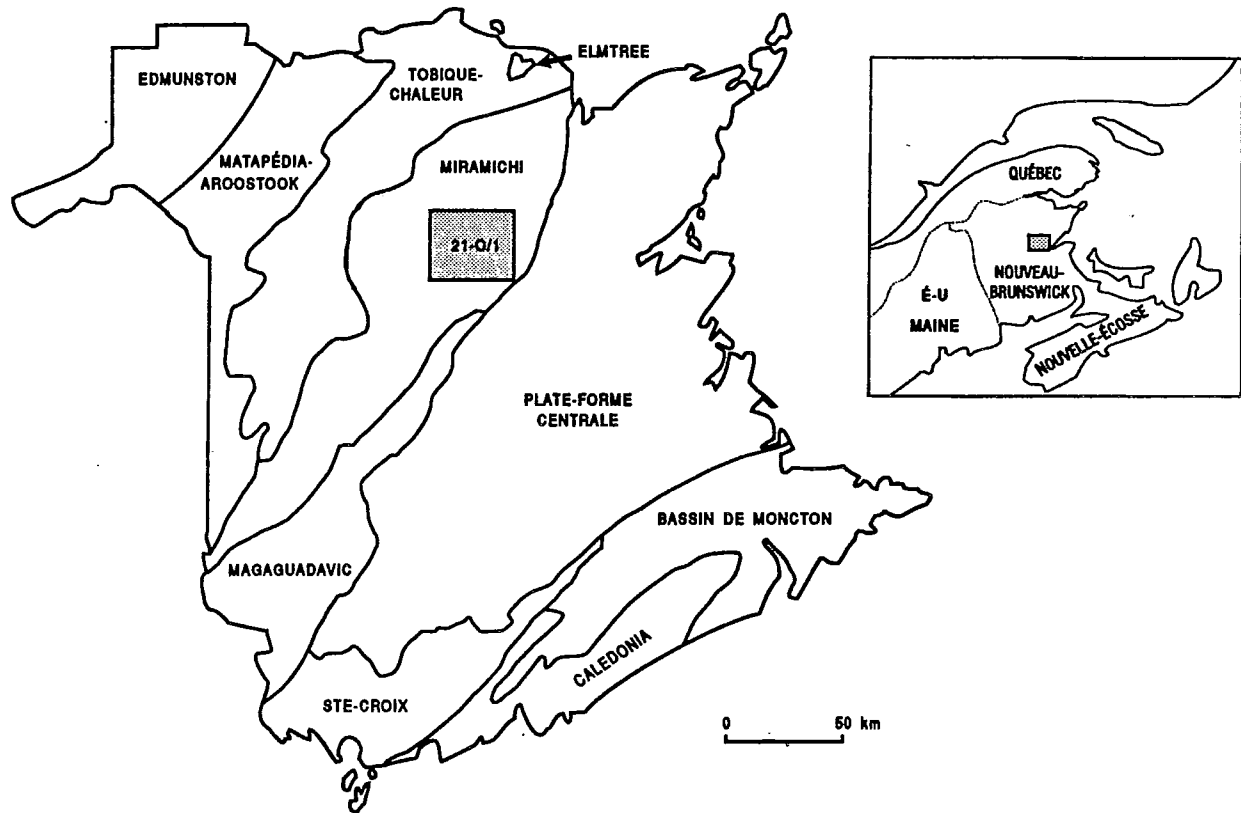 ELMTREE
EDMUNSTON
TOBIQUE-
CHALEUR
MATAPÉDIA-
AROOSTOOK
MIRAMICHI
21-O/1
PLATE-FORME
CENTRALE
BASSIN DE MONCTON
MAGAGUADAVIC
CALEDONIA
STE-CROIX
0 50 km
QUÉBEC
NOUVEAU-
BRUNSWICK
É-U
MAINE
NOUVELLE-ÉCOSSE